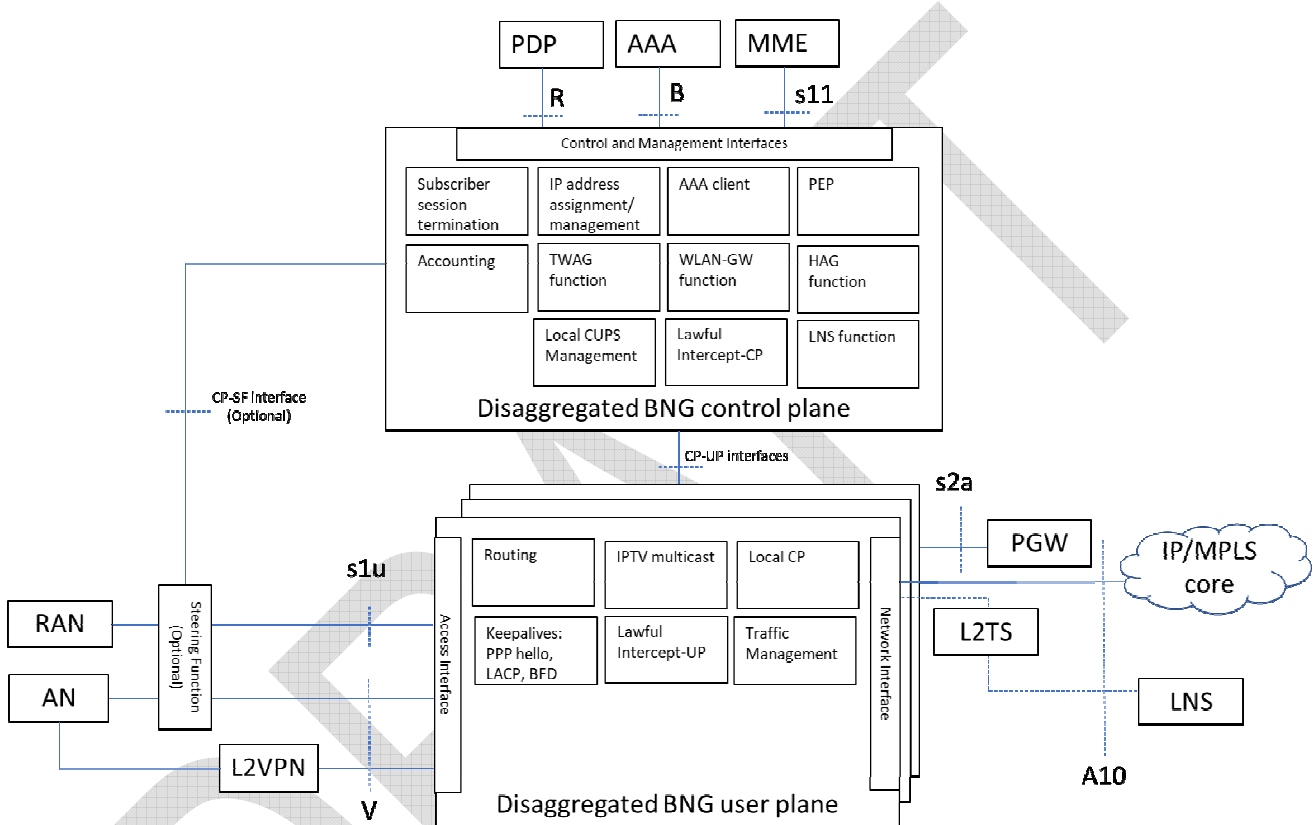 PDP
AAA
MME
R
B
s11
Control and Management Interfaces
Subscriber
session
termination
IP address
assignment/
management
AAA client
PEP
Accounting
TWAG
function
WLAN-GW
function
HAG
function
Local CUPS
Management
Lawful
Intercept-CP
LNS function
Disaggregated BNG control plane
CP-SF interface
(Optional)
CP-UP interfaces
s2a
PGW
IP/MPLS
core
Routing
IPTV multicast
Local CP
s1u
Access Interface
Network Interface
Steering Function
(Optional)
RAN
Keepalives:
PPP hello,
LACP, BFD
Lawful
Intercept-UP
Traffic
Management
L2TS
AN
LNS
L2VPN
V
A10
Disaggregated BNG user plane